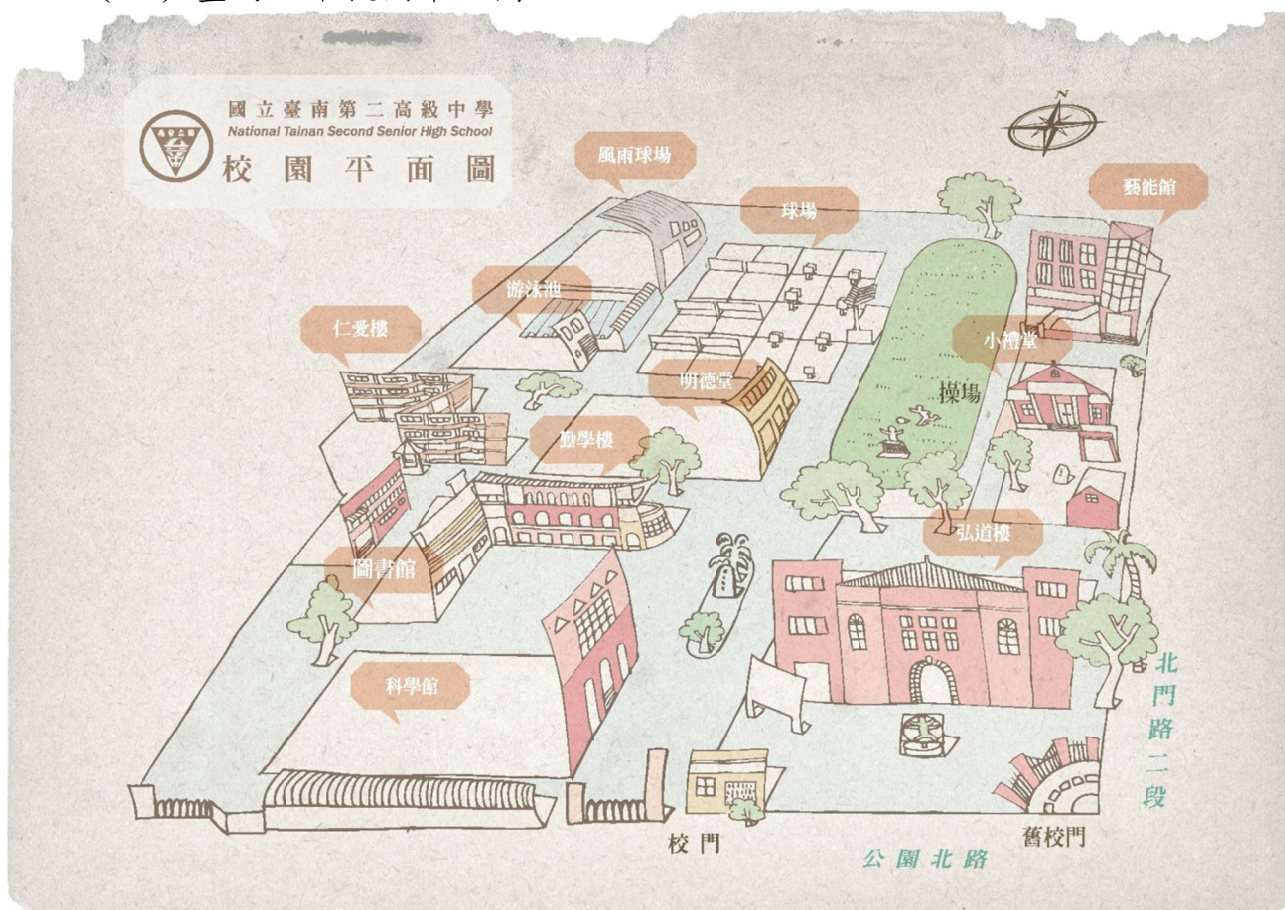 國立臺南第二高級中學
National Tainan Second Senior High School
校園平面圖
N
風雨球場
球場
藝能館
游泳池
仁愛樓
小禮堂
明德堂
操場
勤學樓
弘道樓
圖書館
科學館
北門路二段
校門
舊校門
公園北路